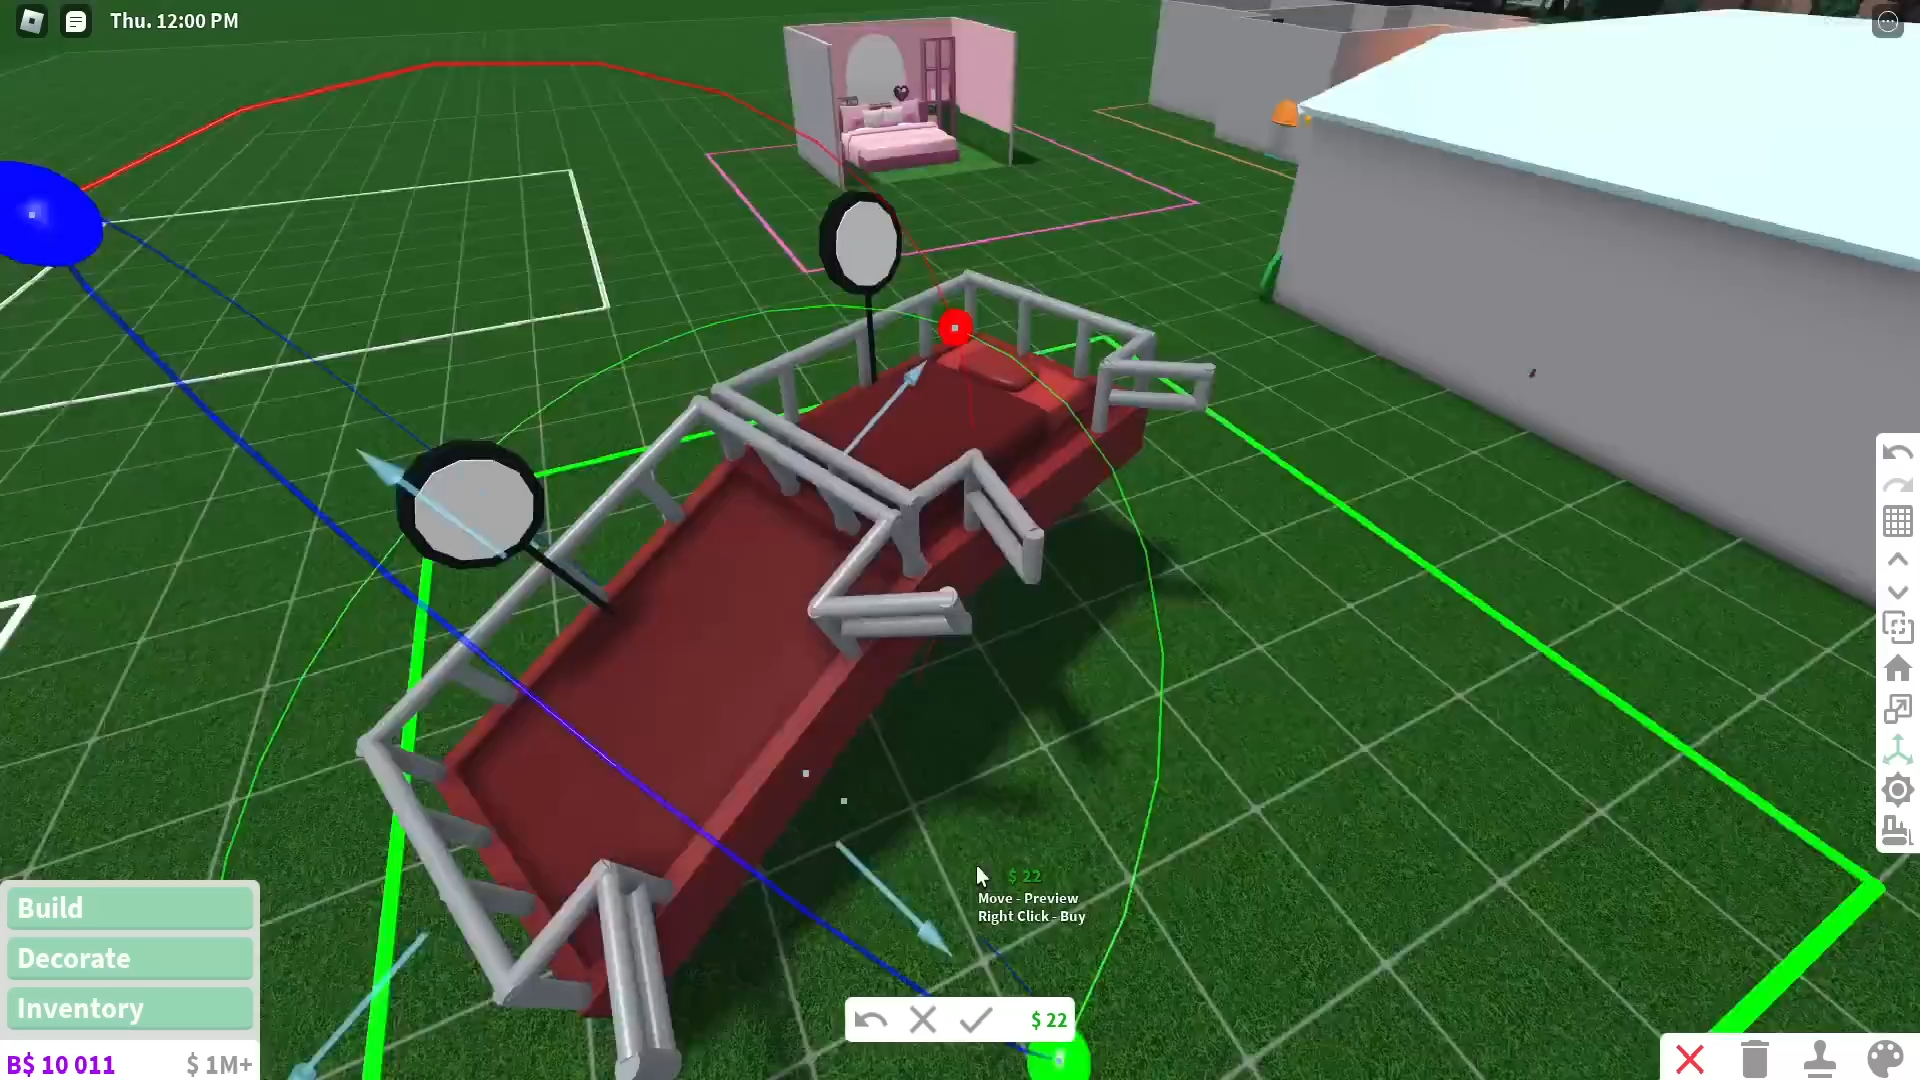 Thu. 12:00 PM
$ 22
Move - Preview
Right Click - Buy
Build
Decorate
Inventory
B$ 10 011
$ 1M+
$ 22